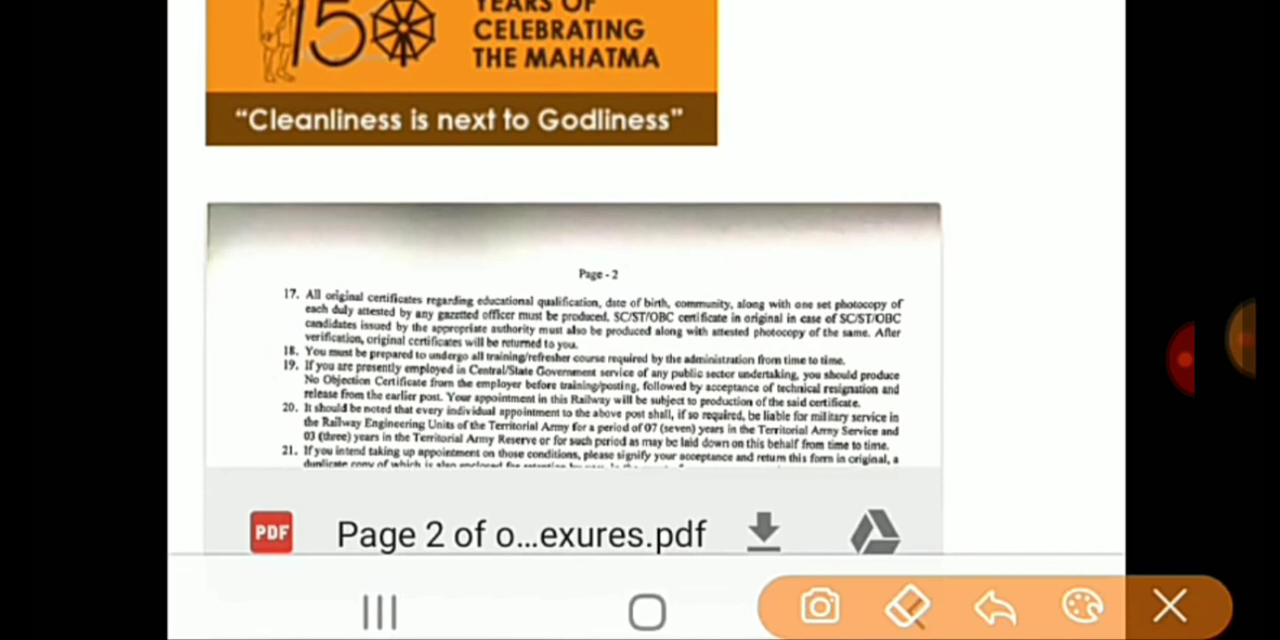 150 YEARS OF
CELEBRATING
THE MAHATMA
“Cleanliness is next to Godliness”
Page - 2
17. All original certificates regarding educational qualification, date of birth, community, along with one set photocopy of
each duly attested by any gazetted officer must be produced. SC/ST/OBC certificate in original in case of SC/ST/OBC
candidates issued by the appropriate authority must also be produced along with attested photocopy of the same. After
verification, original certificates will be returned to you.
18. You must be prepared to undergo all training/refresher course required by the administration from time to time.
19. If you are presently employed in Central/State Government service of any public sector undertaking, you should produce
No Objection Certificate from the employer before training/posting, followed by acceptance of technical resignation and
release from the earlier post. Your appointment in this Railway will be subject to production of the said certificate.
20. It should be noted that every individual appointment to the above post shall, if so required, be liable for military service in
the Railway Engineering Units of the Territorial Army for a period of 07 (seven) years in the Territorial Army Service and
03 (three) years in the Territorial Army Reserve or for such period as may be laid down on this behalf from time to time.
21. If you intend taking up appointment on those conditions, please signify your acceptance and return this form in original, a
duplicate copy of which is also enclosed for retention by
PDF Page 2 of o...exures.pdf